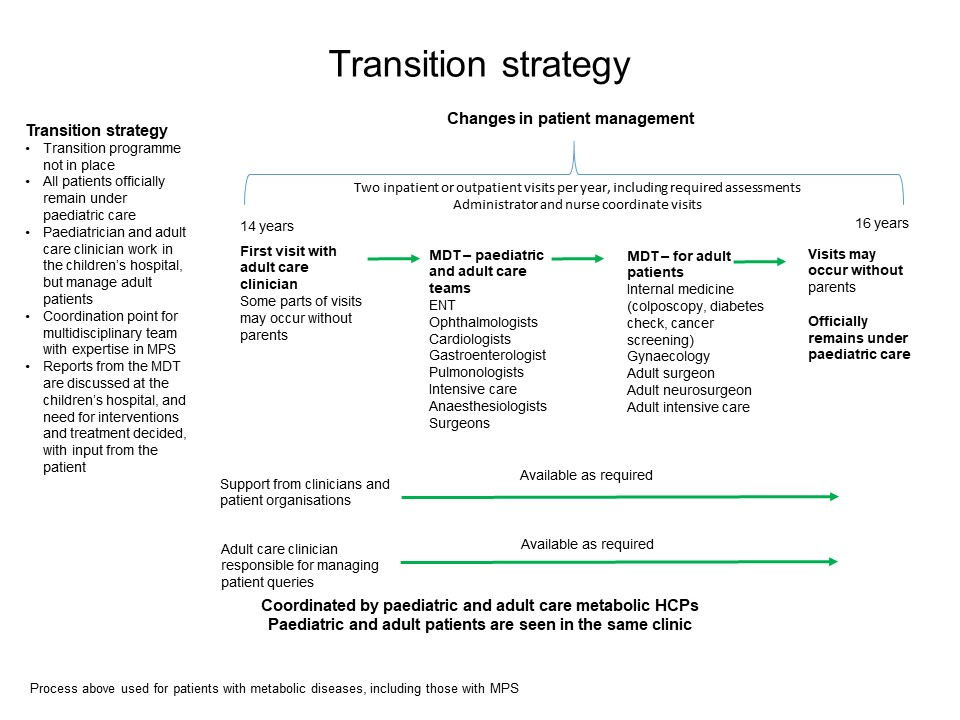 Transition strategy
Transition strategy
• Transition programme
not in place
• All patients officially
remain under
paediatric care
• Paediatrician and adult
care clinician work in
the children’s hospital,
but manage adult
patients
• Coordination point for
multidisciplinary team
with expertise in MPS
• Reports from the MDT
are discussed at the
children’s hospital, and
need for interventions
and treatment decided,
with input from the
patient
Changes in patient management
Two inpatient or outpatient visits per year, including required assessments
Administrator and nurse coordinate visits
14 years
16 years
First visit with
adult care
clinician
Some parts of visits
may occur without
parents
MDT – paediatric
and adult care
teams
ENT
Ophthalmologists
Cardiologists
Gastroenterologist
Pulmonologists
Intensive care
Anaesthesiologists
Surgeons
MDT – for adult
patients
Internal medicine
(colposcopy, diabetes
check, cancer
screening)
Gynaecology
Adult surgeon
Adult neurosurgeon
Adult intensive care
Visits may
occur without
parents
Officially
remains under
paediatric care
Support from clinicians and
patient organisations
Available as required
Adult care clinician
responsible for managing
patient queries
Available as required
Coordinated by paediatric and adult care metabolic HCPs
Paediatric and adult patients are seen in the same clinic
Process above used for patients with metabolic diseases, including those with MPS